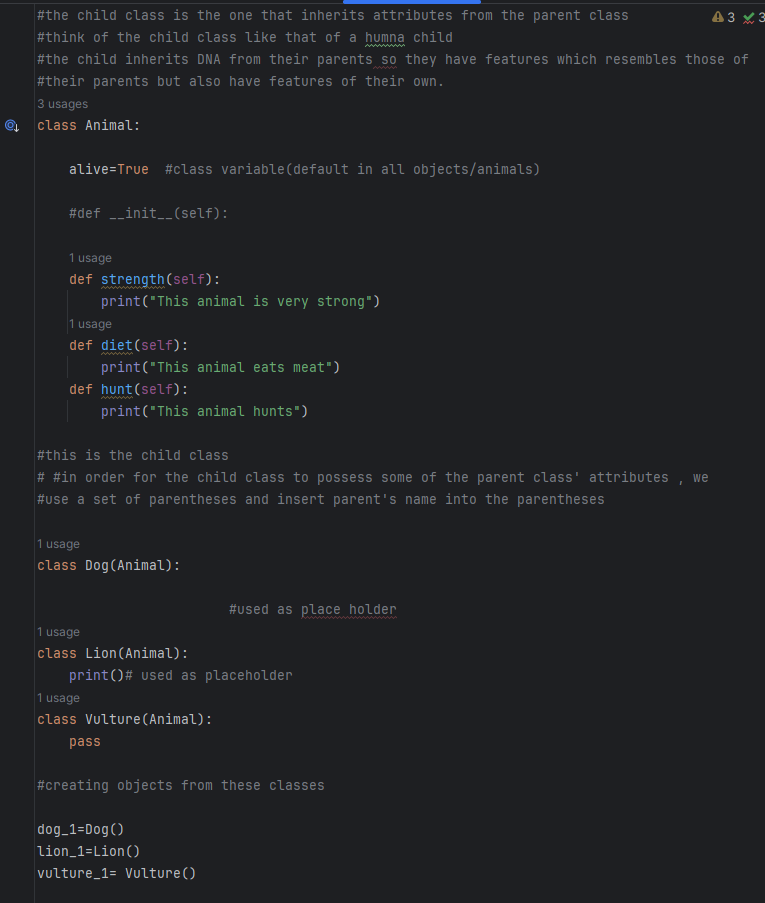 #the child class is the one that inherits attributes from the parent class
3
3
#think of the child class like that of a humna child
#the child inherits DNA from their parents so they have features which resembles those of
#their parents but also have features of their own.
3 usages
class Animal:
alive=True  #class variable(default in all objects/animals)
#def __init__(self):
1 usage
def strength(self):
print("This animal is very strong")
1 usage
def diet(self):
print("This animal eats meat")
def hunt(self):
print("This animal hunts")
#this is the child class
# #in order for the child class to possess some of the parent class' attributes , we
#use a set of parentheses and insert parent's name into the parentheses
1 usage
class Dog(Animal):
#used as place holder
1 usage
class Lion(Animal):
print()# used as placeholder
1 usage
class Vulture(Animal):
pass
#creating objects from these classes
dog_1=Dog()
lion_1=Lion()
vulture_1= Vulture()